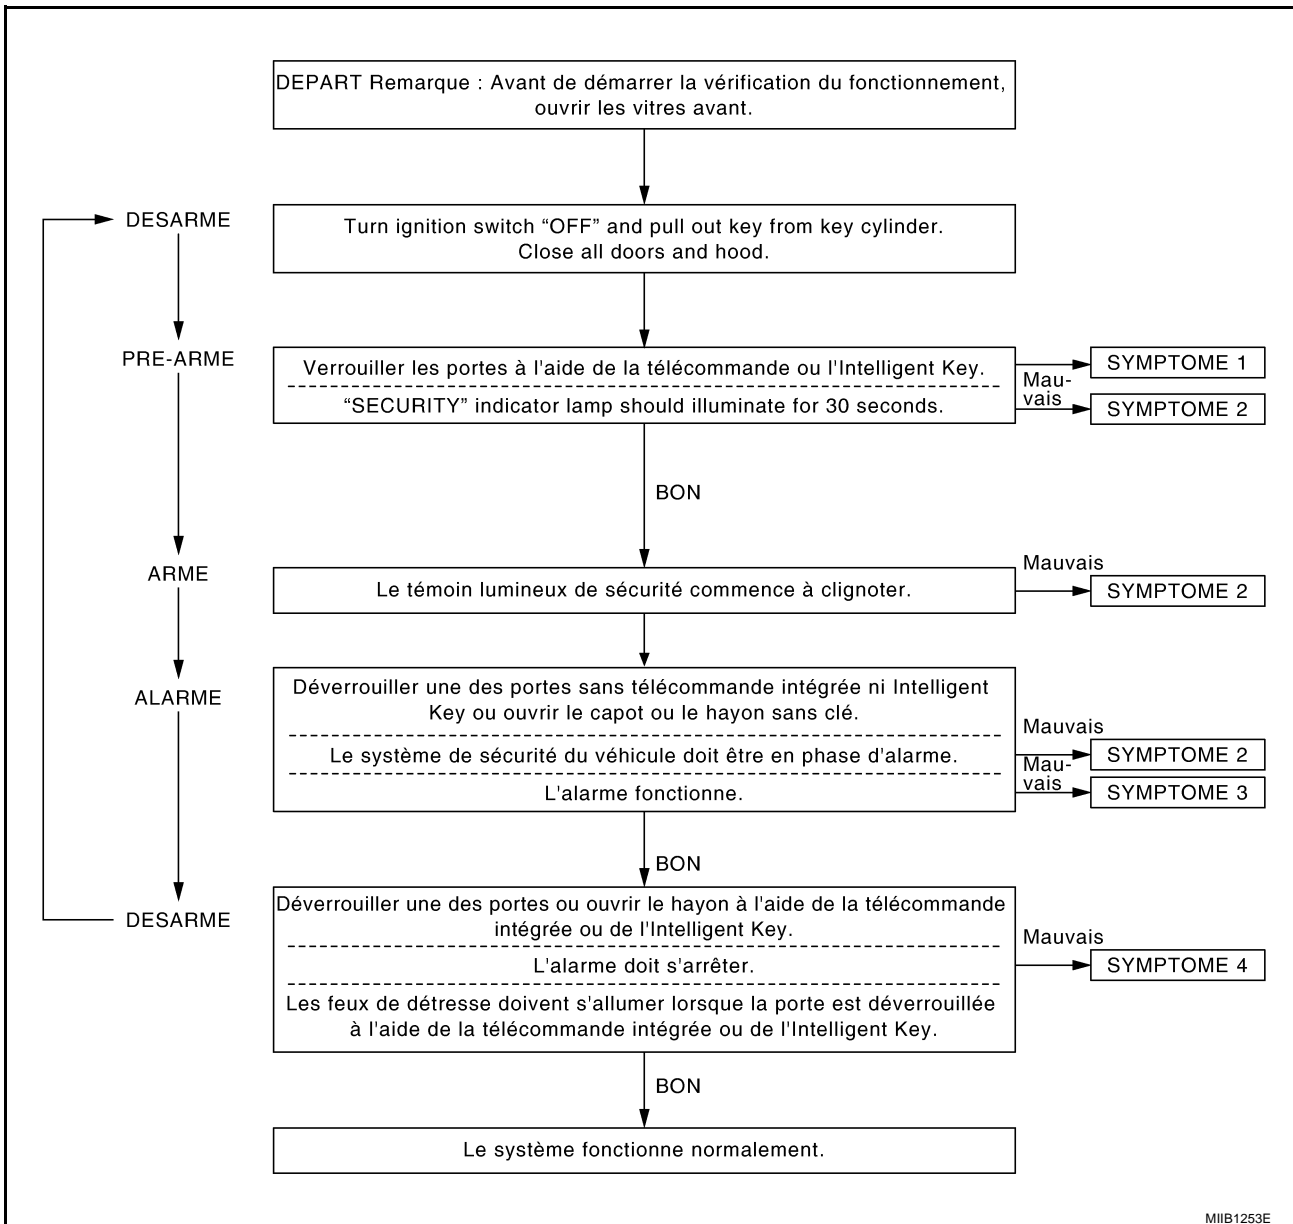 DEPART Remarque : Avant de démarrer la vérification du fonctionnement,
ouvrir les vitres avant.
DESARME
Turn ignition switch “OFF” and pull out key from key cylinder.
Close all doors and hood.
PRE-ARME
Verrouiller les portes à l'aide de la télécommande ou l'Intelligent Key.
“SECURITY” indicator lamp should illuminate for 30 seconds.
SYMPTOME 1
Mau-
vais
SYMPTOME 2
BON
ARME
Le témoin lumineux de sécurité commence à clignoter.
Mauvais
SYMPTOME 2
ALARME
Déverrouiller une des portes sans télécommande intégrée ni Intelligent
Key ou ouvrir le capot ou le hayon sans clé.
Le système de sécurité du véhicule doit être en phase d'alarme.
L'alarme fonctionne.
Mauvais
SYMPTOME 2
Mau-
vais
SYMPTOME 3
BON
DESARME
Déverrouiller une des portes ou ouvrir le hayon à l'aide de la télécommande
intégrée ou de l'Intelligent Key.
L'alarme doit s'arrêter.
Les feux de détresse doivent s'allumer lorsque la porte est déverrouillée
à l'aide de la télécommande intégrée ou de l'Intelligent Key.
Mauvais
SYMPTOME 4
BON
Le système fonctionne normalement.
MIIB1253E